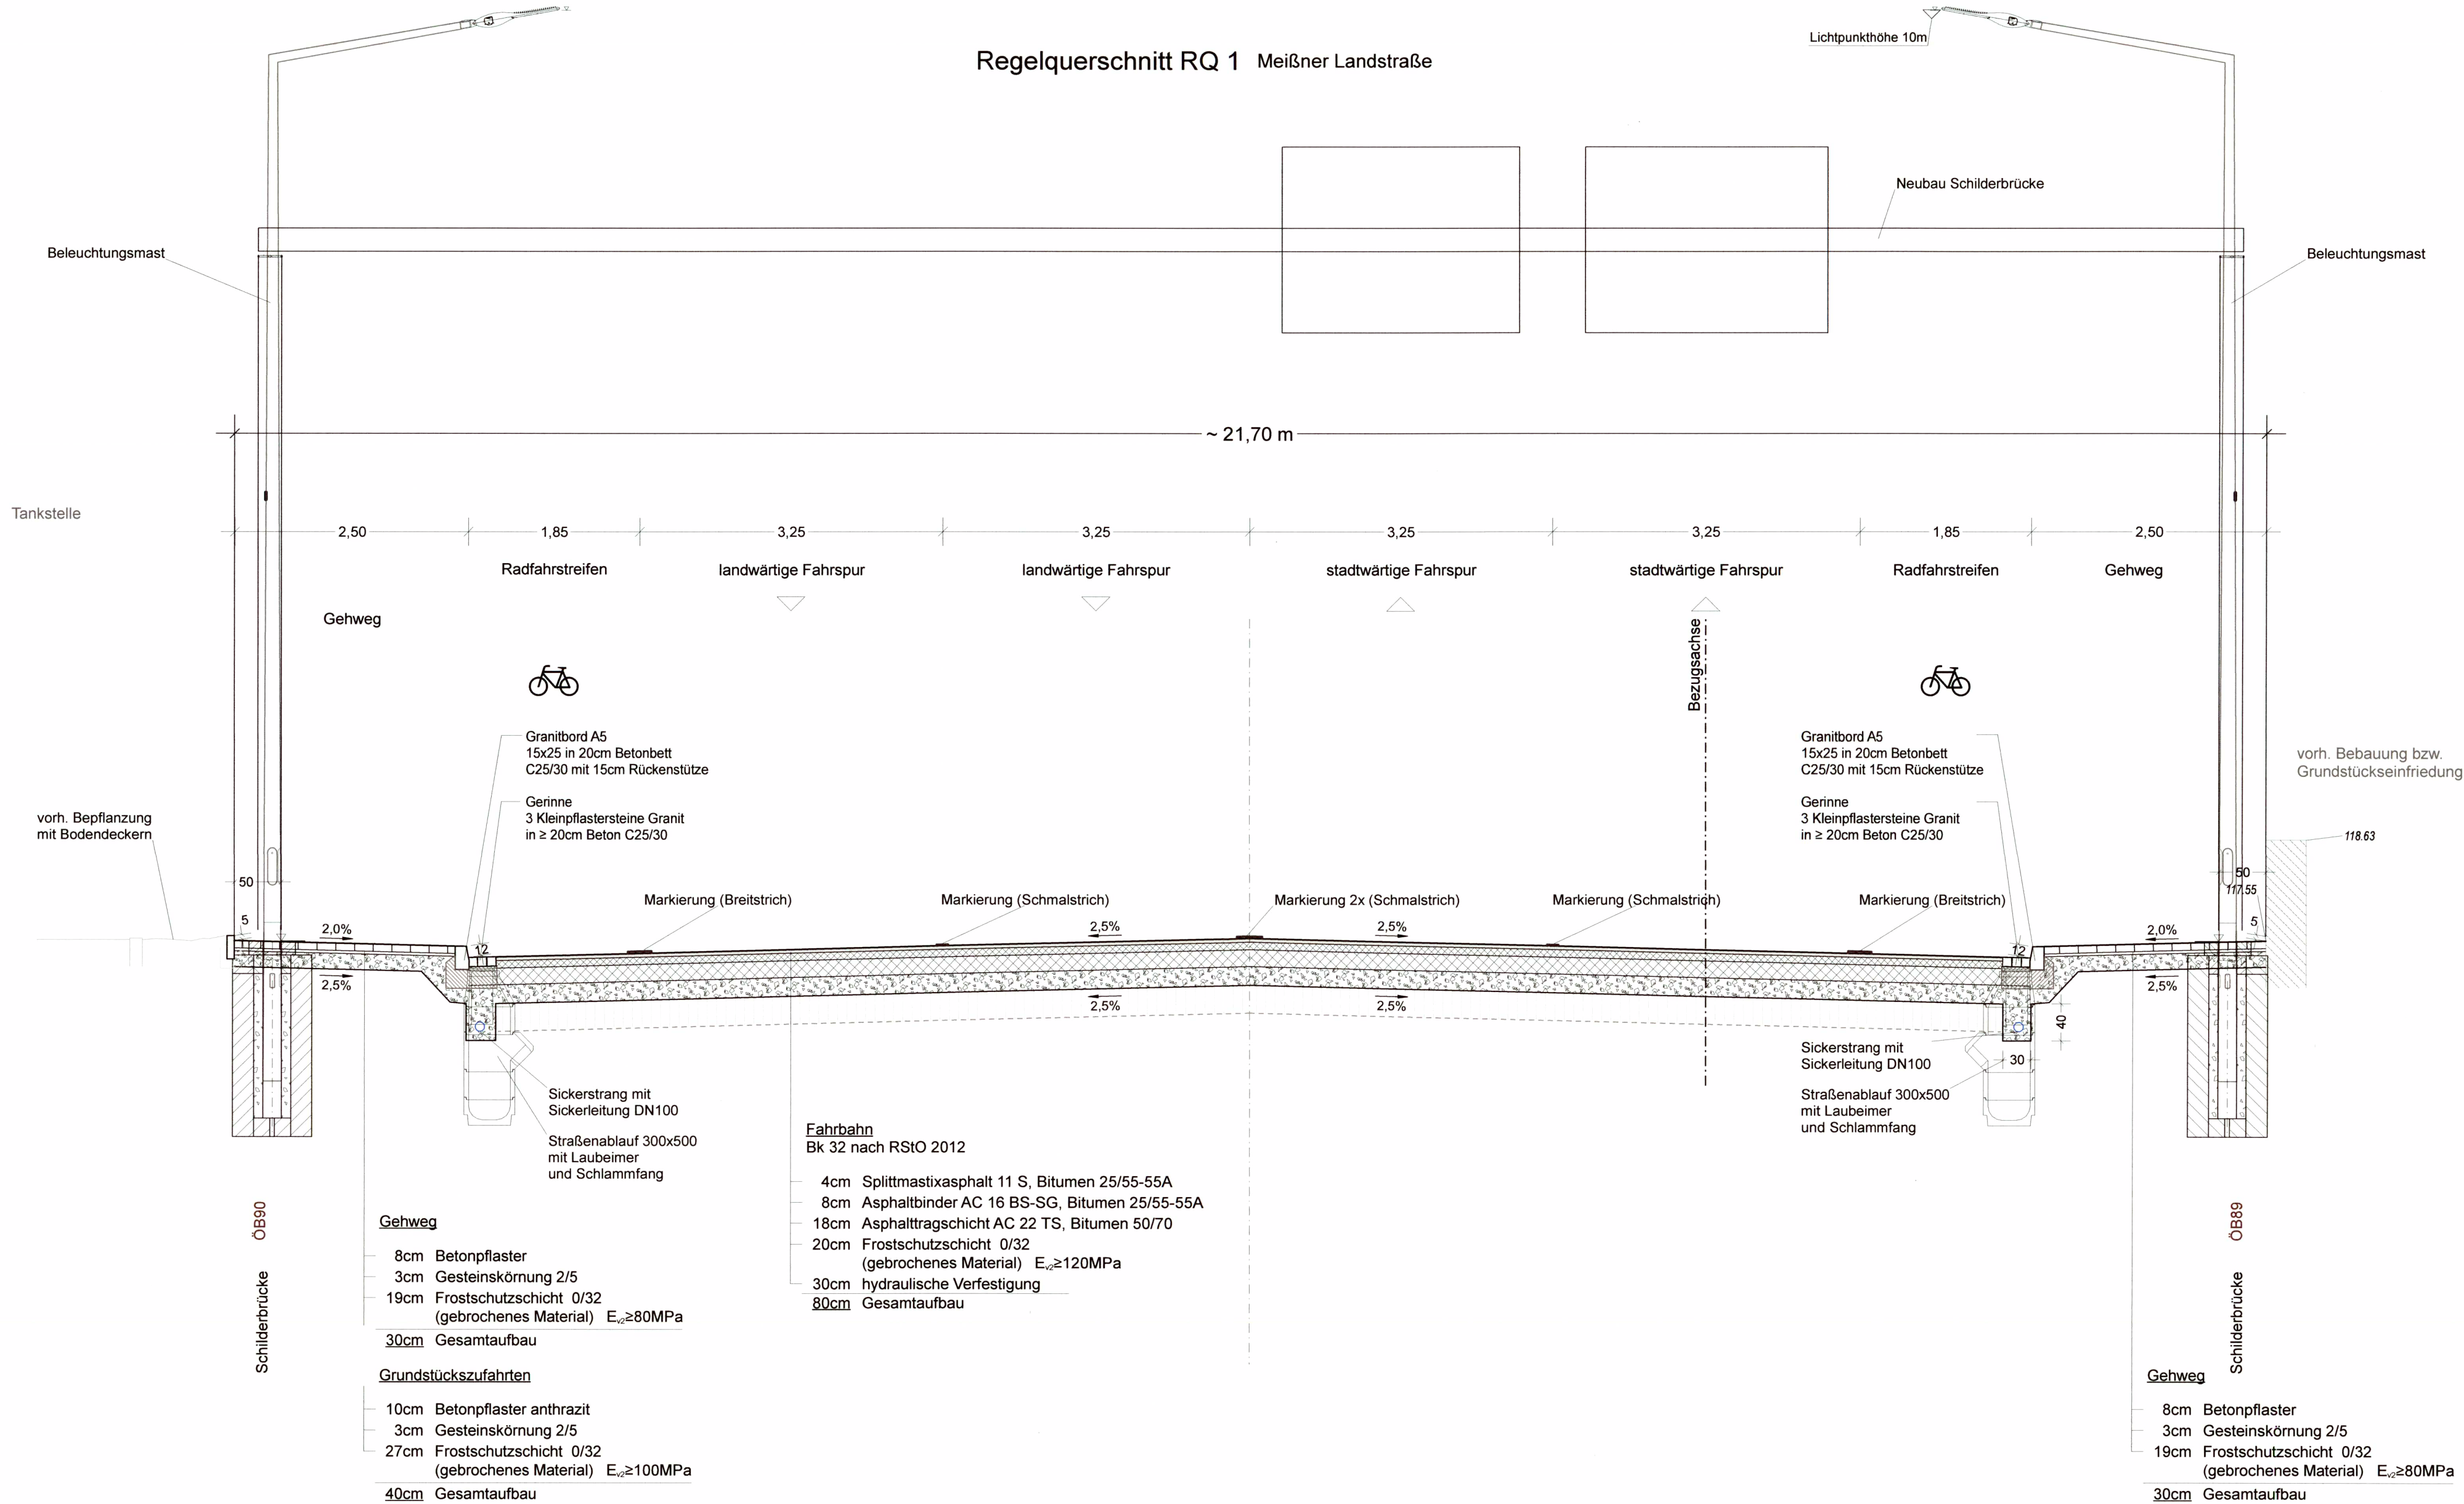 Regelquerschnitt RQ 1 Meißner Landstraße
Lichtpunkthöhe 10m
Neubau Schilderbrücke
Beleuchtungsmast
Beleuchtungsmast
~ 21,70 m
Tankstelle
2,50
1,85
3,25
3,25
3,25
3,25
1,85
2,50
Radfahrstreifen
landwärtige Fahrspur
landwärtige Fahrspur
stadtwärtige Fahrspur
stadtwärtige Fahrspur
Radfahrstreifen
Gehweg
Gehweg
Bezugsachse
Granitbord A5
15x25 in 20cm Betonbett
C25/30 mit 15cm Rückenstütze
Gerinne
3 Kleinpflastersteine Granit
in ≥ 20cm Beton C25/30
Granitbord A5
15x25 in 20cm Betonbett
C25/30 mit 15cm Rückenstütze
Gerinne
3 Kleinpflastersteine Granit
in ≥ 20cm Beton C25/30
vorh. Bebauung bzw.
Grundstückseinfriedung
vorh. Bepflanzung
mit Bodendeckern
118.63
50
50
117.55
5
5
Markierung (Breitstrich)
Markierung (Schmalstrich)
Markierung 2x (Schmalstrich)
Markierung (Schmalstrich)
Markierung (Breitstrich)
2,0%
12
2,5%
2,5%
12
2,0%
2,5%
2,5%
2,5%
2,5%
40
30
Sickerstrang mit
Sickerleitung DN100
Straßenablauf 300x500
mit Laubeimer
und Schlammfang
Sickerstrang mit
Sickerleitung DN100
Straßenablauf 300x500
mit Laubeimer
und Schlammfang
Fahrbahn
Bk 32 nach RStO 2012
4cm Splittmastixasphalt 11 S, Bitumen 25/55-55A
8cm Asphaltbinder AC 16 BS-SG, Bitumen 25/55-55A
18cm Asphalttragschicht AC 22 TS, Bitumen 50/70
20cm Frostschutzschicht 0/32
(gebrochenes Material) Ev2≥120MPa
30cm hydraulische Verfestigung
80cm Gesamtaufbau
Schilderbrücke ÖB90
Gehweg
8cm Betonpflaster
3cm Gesteinskörnung 2/5
19cm Frostschutzschicht 0/32
(gebrochenes Material) Ev2≥80MPa
30cm Gesamtaufbau
Grundstückszufahrten
10cm Betonpflaster anthrazit
3cm Gesteinskörnung 2/5
27cm Frostschutzschicht 0/32
(gebrochenes Material) Ev2≥100MPa
40cm Gesamtaufbau
Schilderbrücke ÖB89
Gehweg
8cm Betonpflaster
3cm Gesteinskörnung 2/5
19cm Frostschutzschicht 0/32
(gebrochenes Material) Ev2≥80MPa
30cm Gesamtaufbau